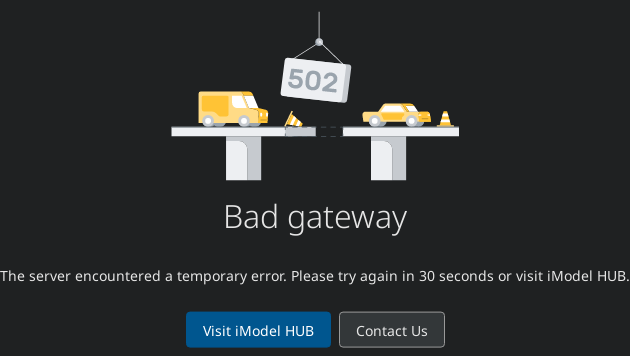 502
Bad gateway
The server encountered a temporary error. Please try again in 30 seconds or visit iModel HUB.
Visit iModel HUB
Contact Us